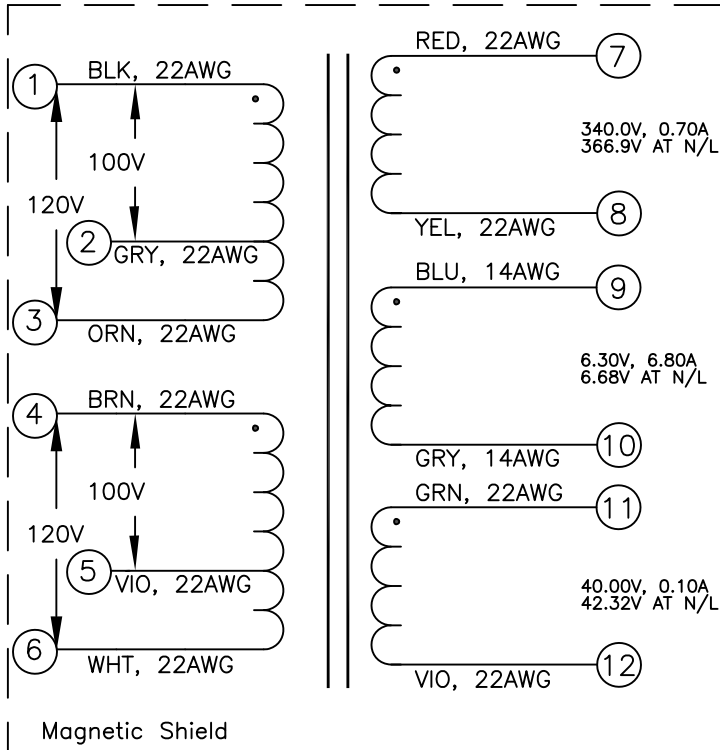 BLK, 22AWG
1
100V
120V
2
GRY, 22AWG
3
ORN, 22AWG
BRN, 22AWG
4
100V
120V
5
VIO, 22AWG
6
WHT, 22AWG
Magnetic Shield
RED, 22AWG
7
340.0V, 0.70A
366.9V AT N/L
8
YEL, 22AWG
BLU, 14AWG
9
6.30V, 6.80A
6.68V AT N/L
10
GRY, 14AWG
GRN, 22AWG
11
40.00V, 0.10A
42.32V AT N/L
12
VIO, 22AWG